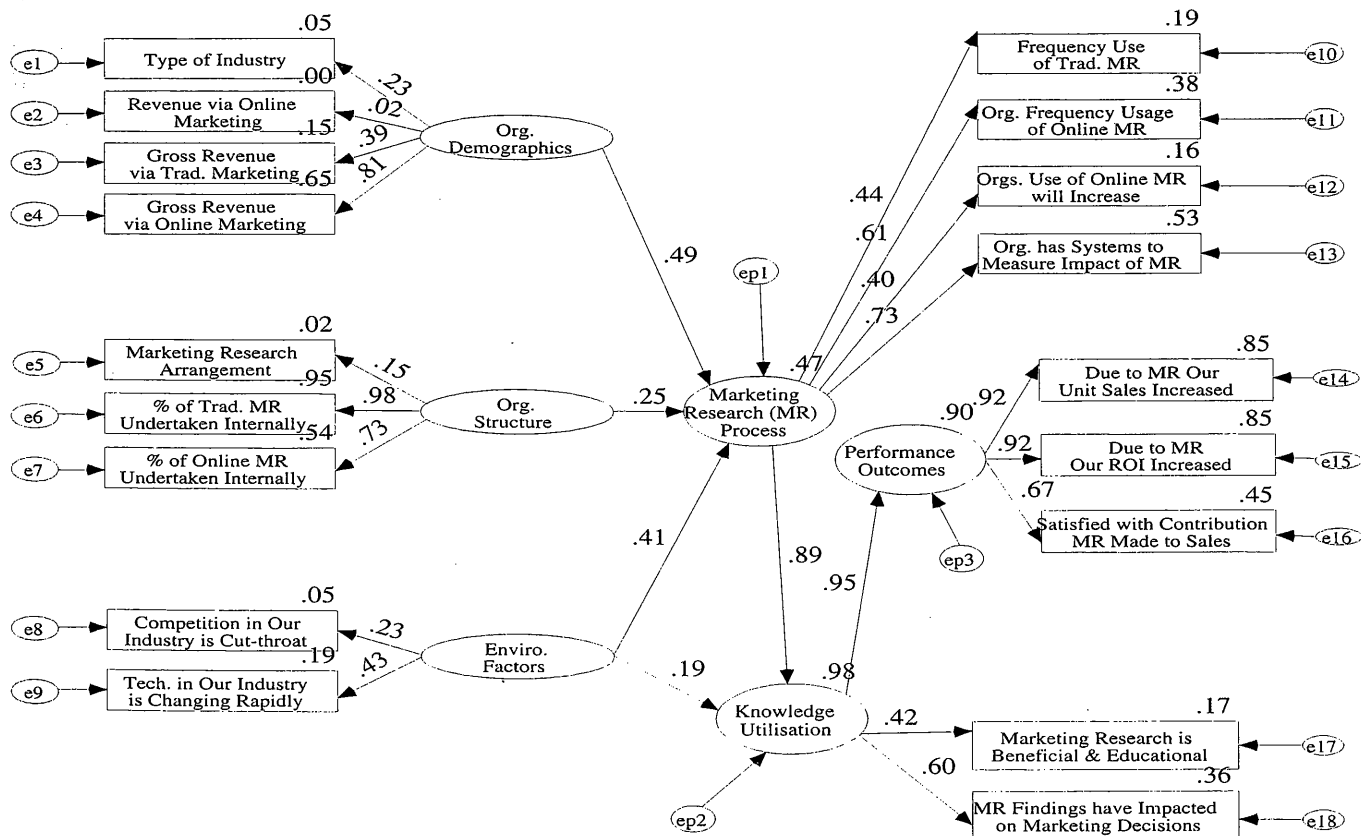 .05
e1
Type of Industry
.00
.23
e2
Revenue via Online
Marketing
.02
.15
e3
Gross Revenue
via Trad. Marketing
.39
.65
e4
Gross Revenue
via Online Marketing
.81
Org.
Demographics
.49
.02
e5
Marketing Research
Arrangement
.15
.95
e6
% of Trad. MR
Undertaken Internally
.98
.54
e7
% of Online MR
Undertaken Internally
.73
Org.
Structure
.25
.05
e8
Competition in Our
Industry is Cut-throat
.23
.19
e9
Tech. in Our Industry
is Changing Rapidly
.43
Enviro.
Factors
.41
.19
ep1
.47
Marketing
Research (MR)
Process
.44
.61
.40
.73
.19
Frequency Use
of Trad. MR
e10
.38
Org. Frequency Usage
of Online MR
e11
.16
Orgs. Use of Online MR
will Increase
e12
.53
Org. has Systems to
Measure Impact of MR
e13
.89
.95
.90
Performance
Outcomes
ep3
.92
.92
.67
.85
Due to MR Our
Unit Sales Increased
e14
.85
Due to MR
Our ROI Increased
e15
.45
Satisfied with Contribution
MR Made to Sales
e16
.98
Knowledge
Utilisation
ep2
.42
.60
.17
Marketing Research is
Beneficial & Educational
e17
.36
MR Findings have Impacted
on Marketing Decisions
e18